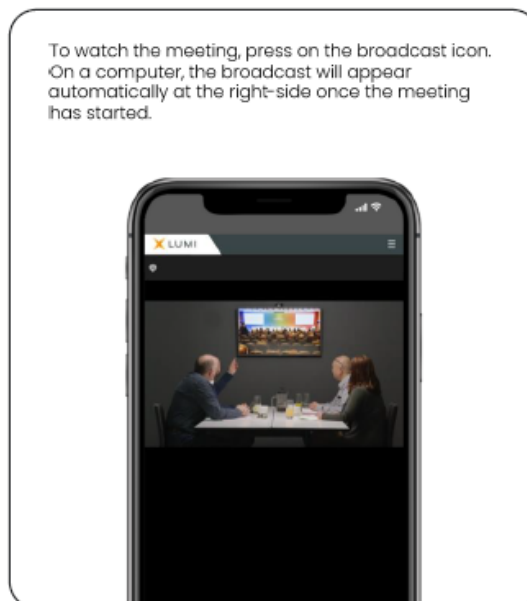 To watch the meeting, press on the broadcast icon.
On a computer, the broadcast will appear
automatically at the right-side once the meeting
has started.
LUMI